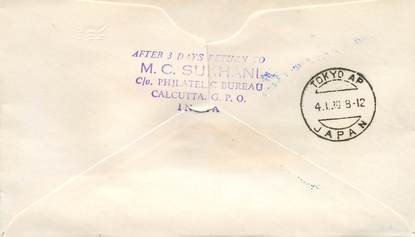 AFTER 3 DAYS RETURN TO
M. C. SUKHANI
C/o. PHILATELIC BUREAU
CALCUTTA. G. P. O.
INDIA
TOKYO AP
8-12
JAPAN